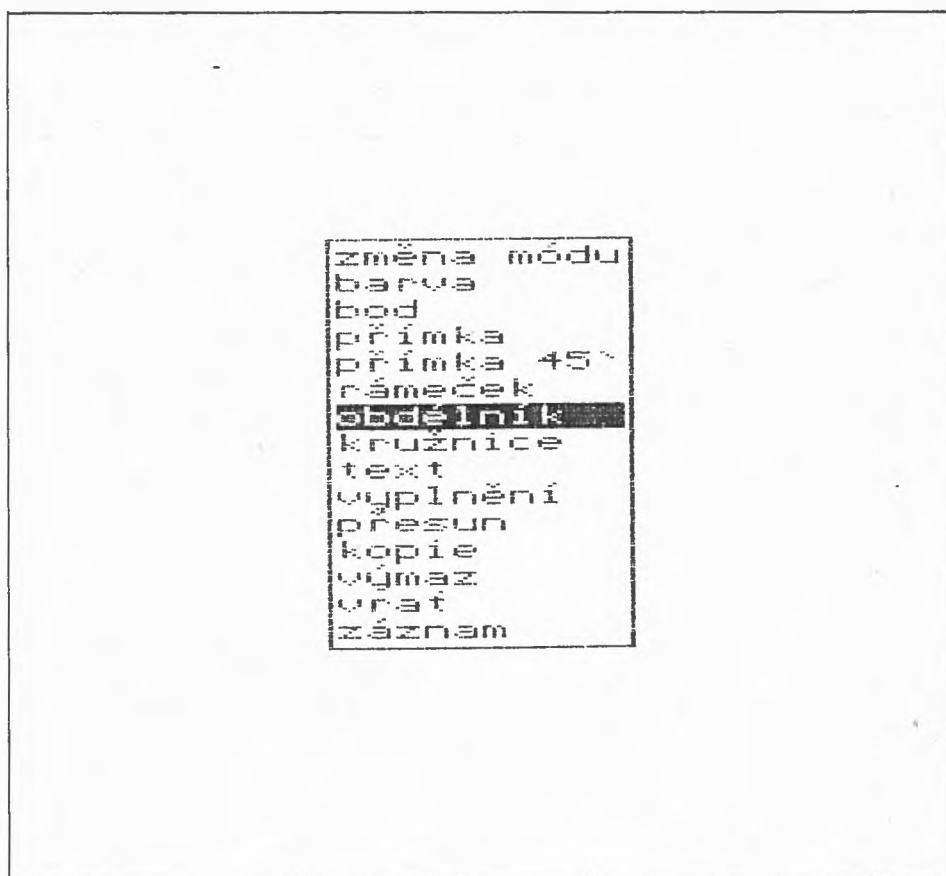 změna módu
barva
bod
přímka
přímka 45°
rámeček
obdélník
kružnice
text
vyplnění
přesun
kopie
výmaz
vrať
záznam